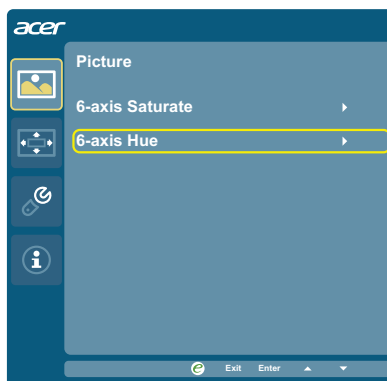 acer
Picture
6-axis Saturate
6-axis Hue
e Exit Enter